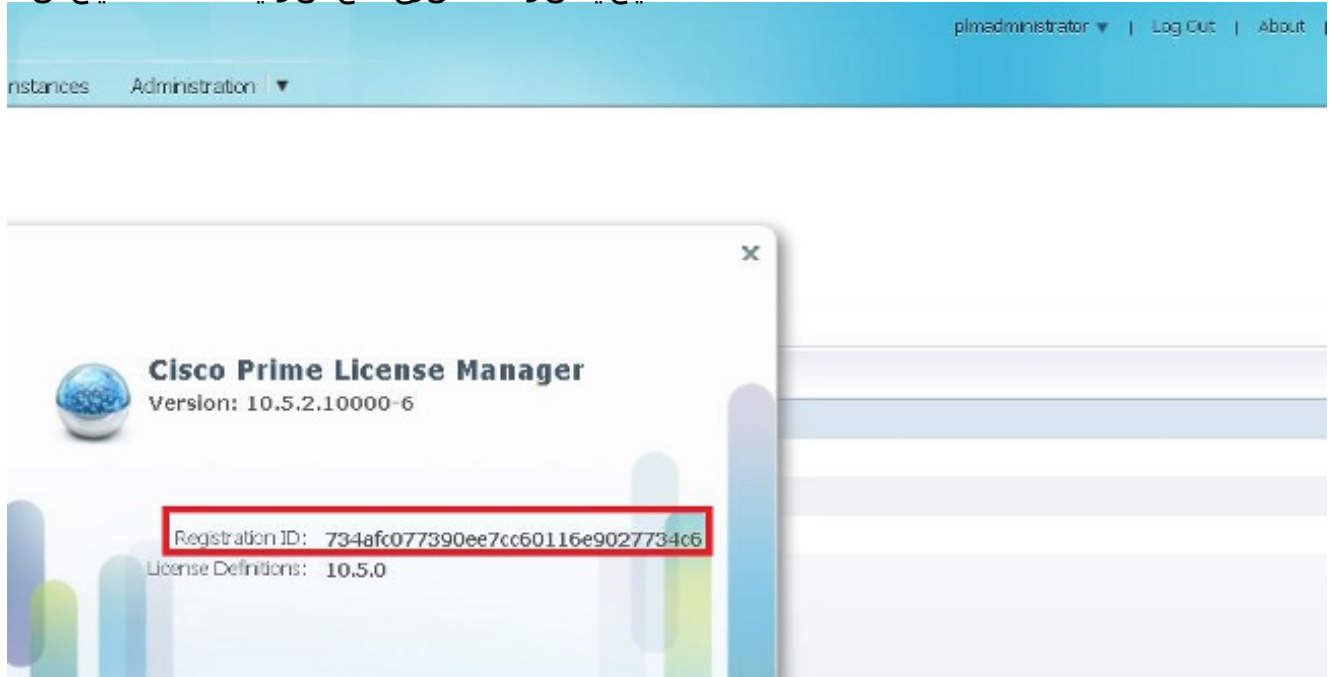 plmadministrator ▼ | Log Out | About |
nstances Administration ▼
x
Cisco Prime License Manager
Version: 10.5.2.10000-6
Registration ID: 734afc077390ee7cc60116e9027734c6
License Definitions: 10.5.0